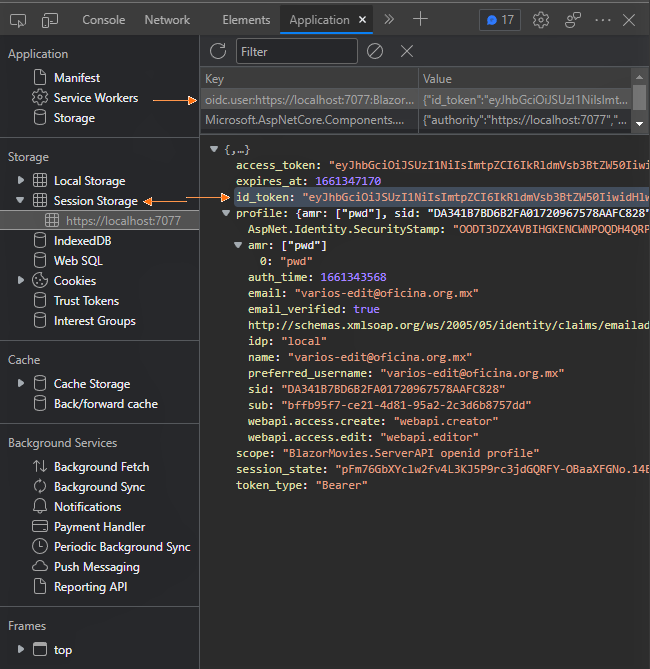 Console Network Elements Application 17
Application
Manifest
Service Workers
Storage
Storage
Local Storage
Session Storage
https://localhost:7077
IndexedDB
Web SQL
Cookies
Trust Tokens
Interest Groups
Cache
Cache Storage
Back/forward cache
Background Services
Background Fetch
Background Sync
Notifications
Payment Handler
Periodic Background Sync
Push Messaging
Reporting API
Frames
top
Filter
Key Value
oidc.user:https://localhost:7077:Blazor... {"id_token":"eyJhbGciOiJSUzI1NiIsImt...
Microsoft.AspNetCore.Components.... {"authority":"https://localhost:7077","...
{,…}
access_token: "eyJhbGciOiJSUzI1NiIsImtpZCI6IkRldmVsb3BtZW50Iiwi
expires_at: 1661347170
id_token: "eyJhbGciOiJSUzI1NiIsImtpZCI6IkRldmVsb3BtZW50IiwidHlw
profile: {amr: ["pwd"], sid: "DA341B7BD6B2FA01720967578AAFC828"
AspNet.Identity.SecurityStamp: "OODT3DZX4VBIHGKENCWNPOQDH4QRP
amr: ["pwd"]
0: "pwd"
auth_time: 1661343568
email: "varios-edit@oficina.org.mx"
email_verified: true
http://schemas.xmlsoap.org/ws/2005/05/identity/claims/emailad
idp: "local"
name: "varios-edit@oficina.org.mx"
preferred_username: "varios-edit@oficina.org.mx"
sid: "DA341B7BD6B2FA01720967578AAFC828"
sub: "bffb95f7-ce21-4d81-95a2-2c3d6b8757dd"
webapi.access.create: "webapi.creator"
webapi.access.edit: "webapi.editor"
scope: "BlazorMovies.ServerAPI openid profile"
session_state: "pFm76GbXYclw2fv4L3KJ5P9rc3jdGQRFY-OBaaXFGNo.14E
token_type: "Bearer"